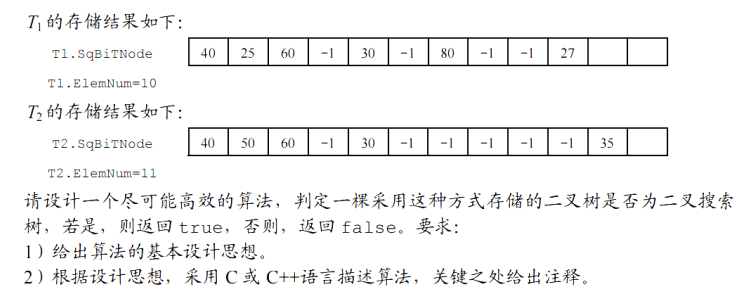 T₁的存储结果如下：
T1.SqBiTNode 40 25 60 -1 30 -1 80 -1 -1 27
T1.ElemNum=10
T₂的存储结果如下：
T2.SqBiTNode 40 50 60 -1 30 -1 -1 -1 -1 -1 35
T2.ElemNum=11
请设计一个尽可能高效的算法，判定一棵采用这种方式存储的二叉树是否为二叉搜索
树，若是，则返回 true，否则，返回 false。要求：
1）给出算法的基本设计思想。
2）根据设计思想，采用 C 或 C++语言描述算法，关键之处给出注释。